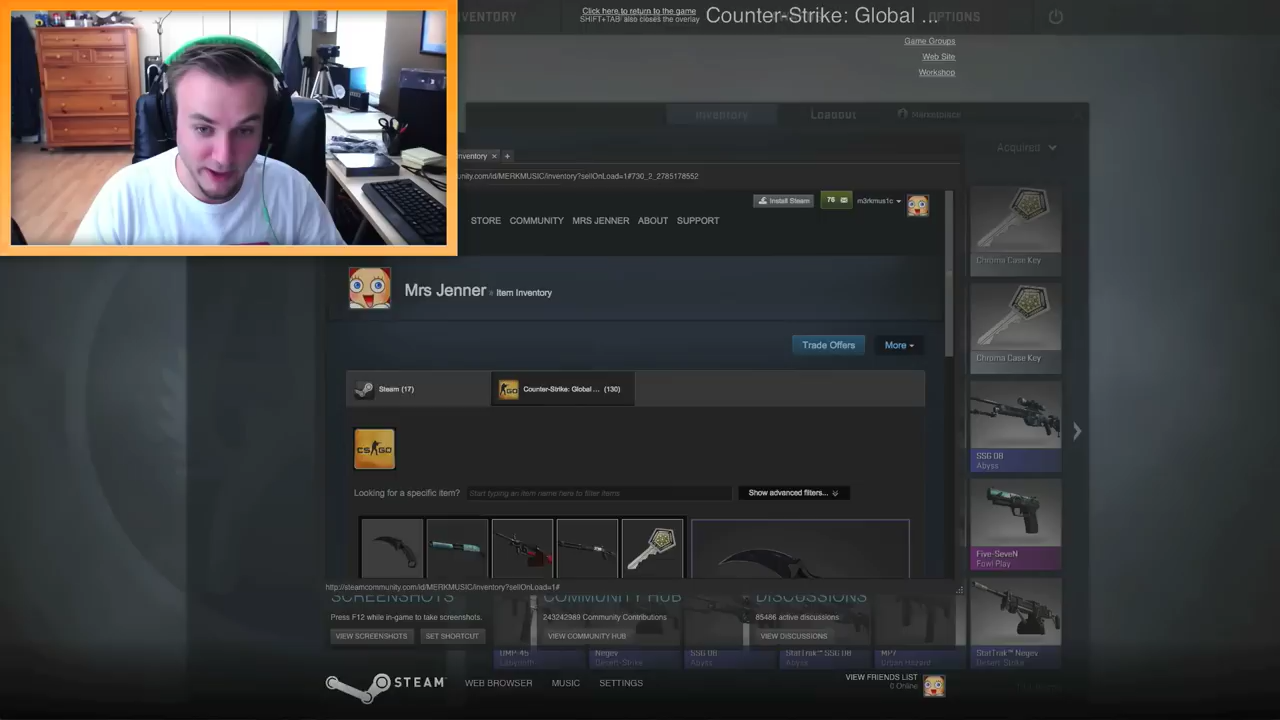 INVENTORY
Click here to return to the game
SHIFT+TAB also closes the overlay
Counter-Strike: Global ...
OPTIONS
Game Groups
Web Site
Workshop
Inventory
Loadout
Marketplace
Acquired
Inventory × +
unity.com/id/MERKMUSIC/inventory?sellOnLoad=1#730_2_2785178552
Install Steam
76
m3rkmus1c
STORE COMMUNITY MRS JENNER ABOUT SUPPORT
Mrs Jenner » Item Inventory
Trade Offers
More
Steam (17)
Counter-Strike: Global ... (130)
CS GO
Looking for a specific item?
Start typing an item name here to filter items
Show advanced filters...
Chroma Case Key
Chroma Case Key
SSG 08
Abyss
Five-SeveN
Fowl Play
http://steamcommunity.com/id/MERKMUSIC/inventory?sellOnLoad=1#
SCREENSHOTS
COMMUNITY HUB
DISCUSSIONS
Press F12 while in-game to take screenshots.
243242989 Community Contributions
85486 active discussions.
VIEW SCREENSHOTS
SET SHORTCUT
VIEW COMMUNITY HUB
VIEW DISCUSSIONS
UMP-45
Labyrinth
Negev
Desert-Strike
SSG 08
Abyss
StatTrak™ SSG 08
Abyss
MP7
Urban Hazard
StatTrak™ Negev
Desert-Strike
STEAM
WEB BROWSER
MUSIC
SETTINGS
VIEW FRIENDS LIST
0 Online